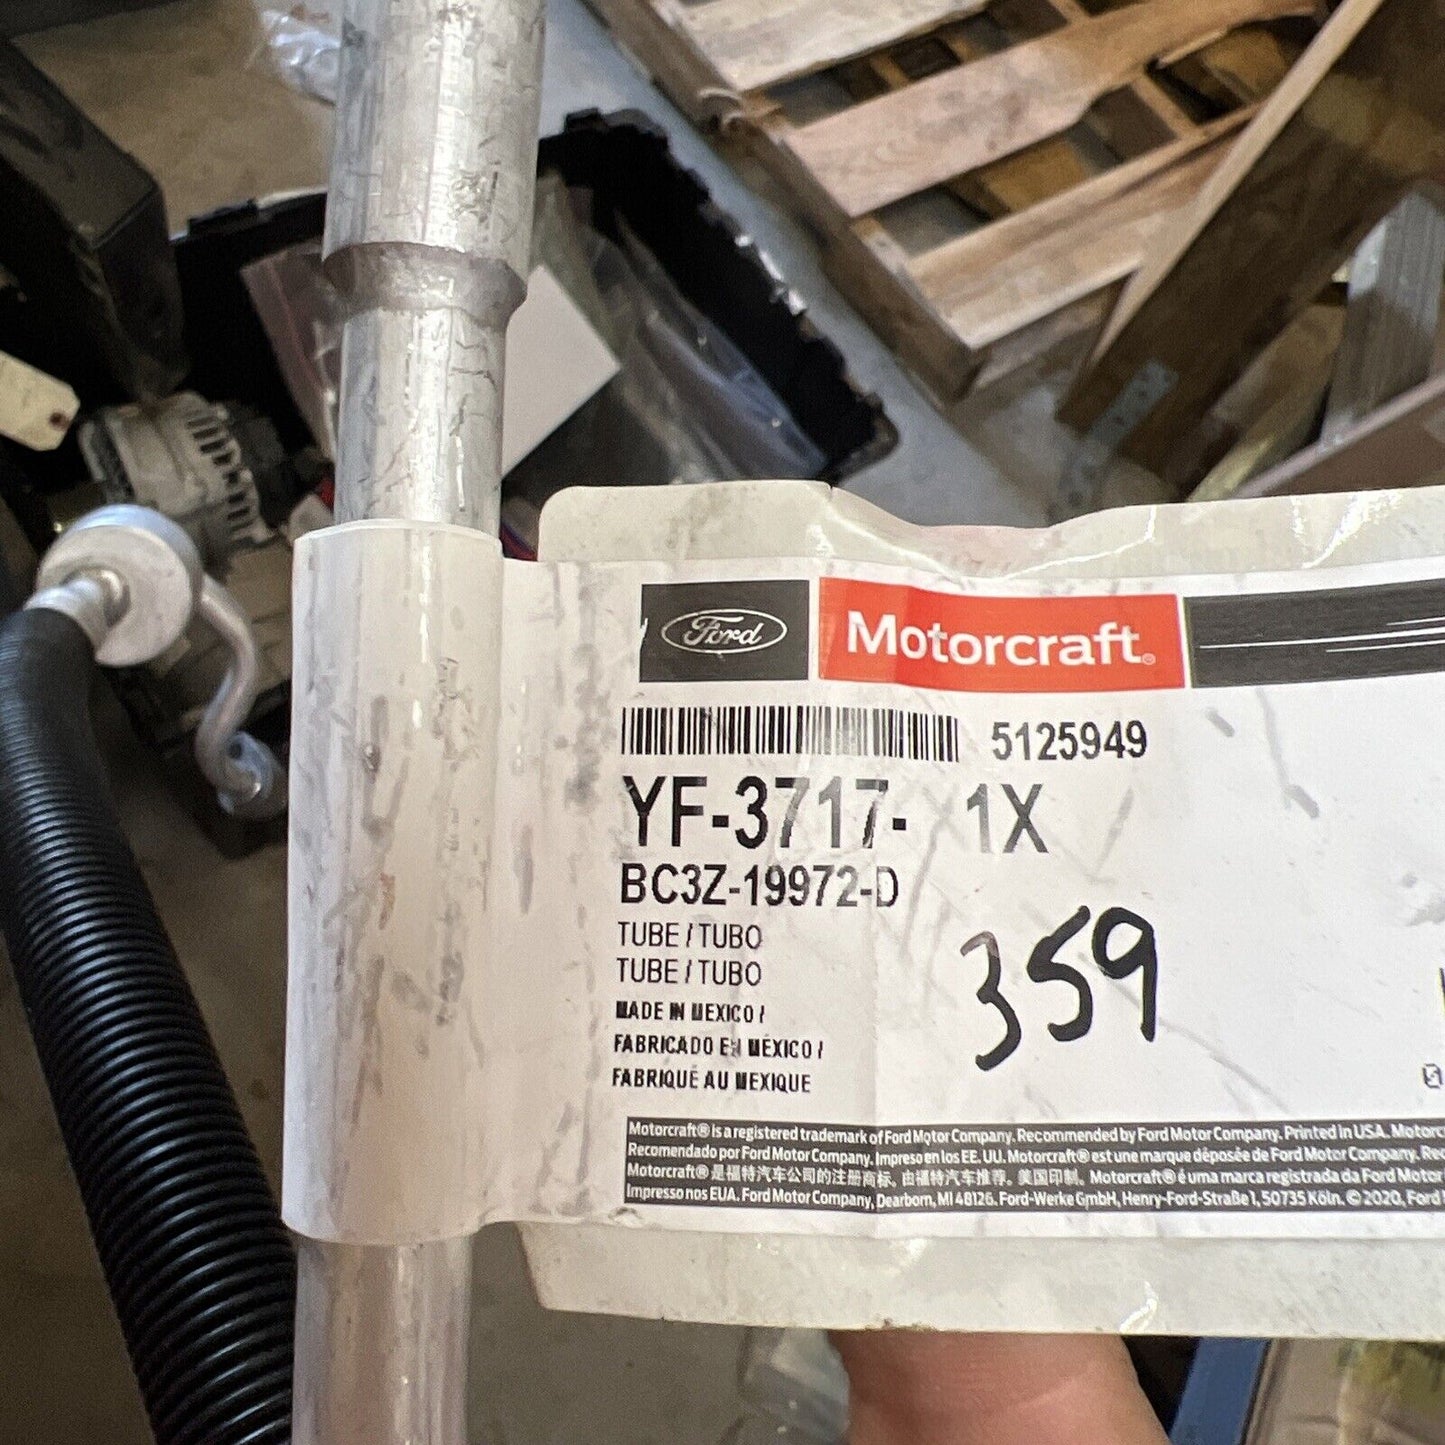 Ford Motorcraft®
5125949
YF-3717- 1X
BC3Z-19972-D
359
TUBE / TUBO
TUBE / TUBO
MADE IN MEXICO /
FABRICADO EN MÉXICO /
FABRIQUÉ AU MEXIQUE
Motorcraft® is a registered trademark of Ford Motor Company. Recommended by Ford Motor Company. Printed in USA. Motorc
Recomendado por Ford Motor Company. Impreso en los EE. UU. Motorcraft® est une marque déposée de Ford Motor Company. Rec
Motorcraft® 是福特汽车公司的注册商标。由福特汽车推荐。美国印制。Motorcraft® é uma marca registrada da Ford Motor
Impresso nos EUA. Ford Motor Company, Dearborn, MI 48126. Ford-Werke GmbH, Henry-Ford-Straße 1, 50735 Köln. © 2020, Ford